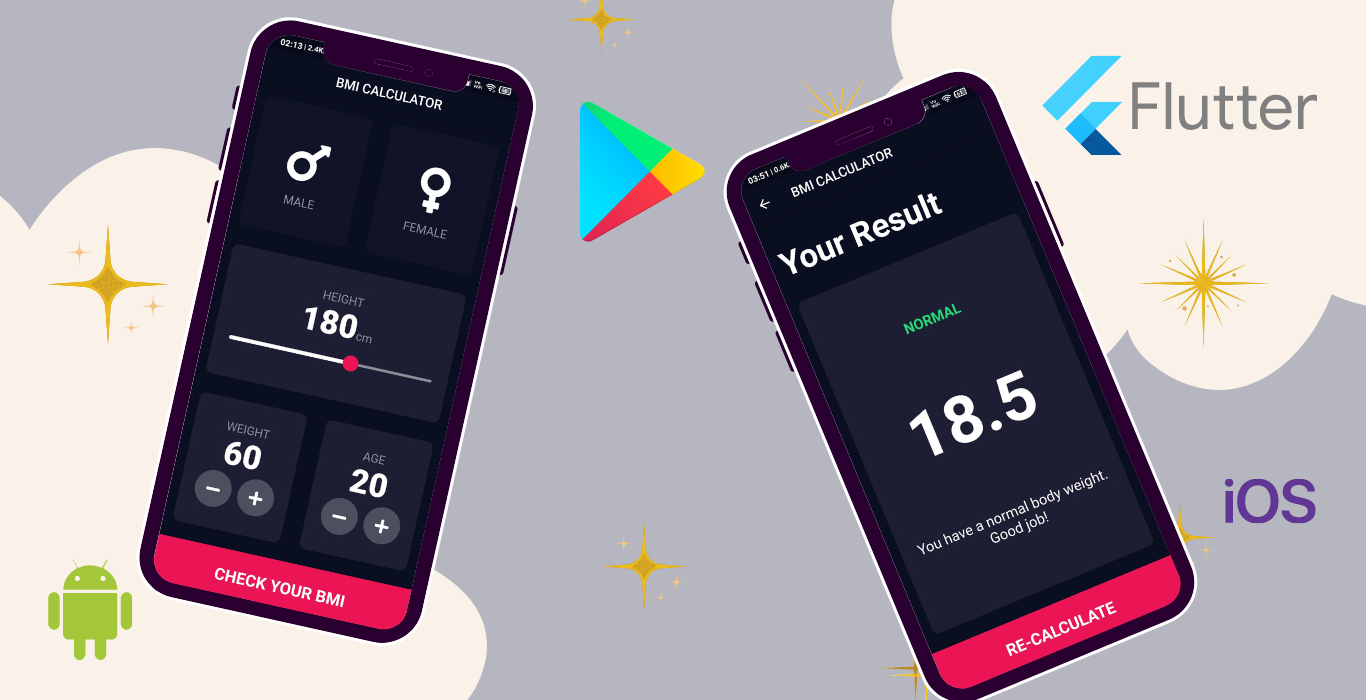 02:13 | 2.4K
BMI CALCULATOR
MALE
FEMALE
HEIGHT
180cm
WEIGHT
60
AGE
20
CHECK YOUR BMI
03:51 | 0.6K
BMI CALCULATOR
Your Result
NORMAL
18.5
You have a normal body weight.
Good job!
RE-CALCULATE
Flutter
iOS